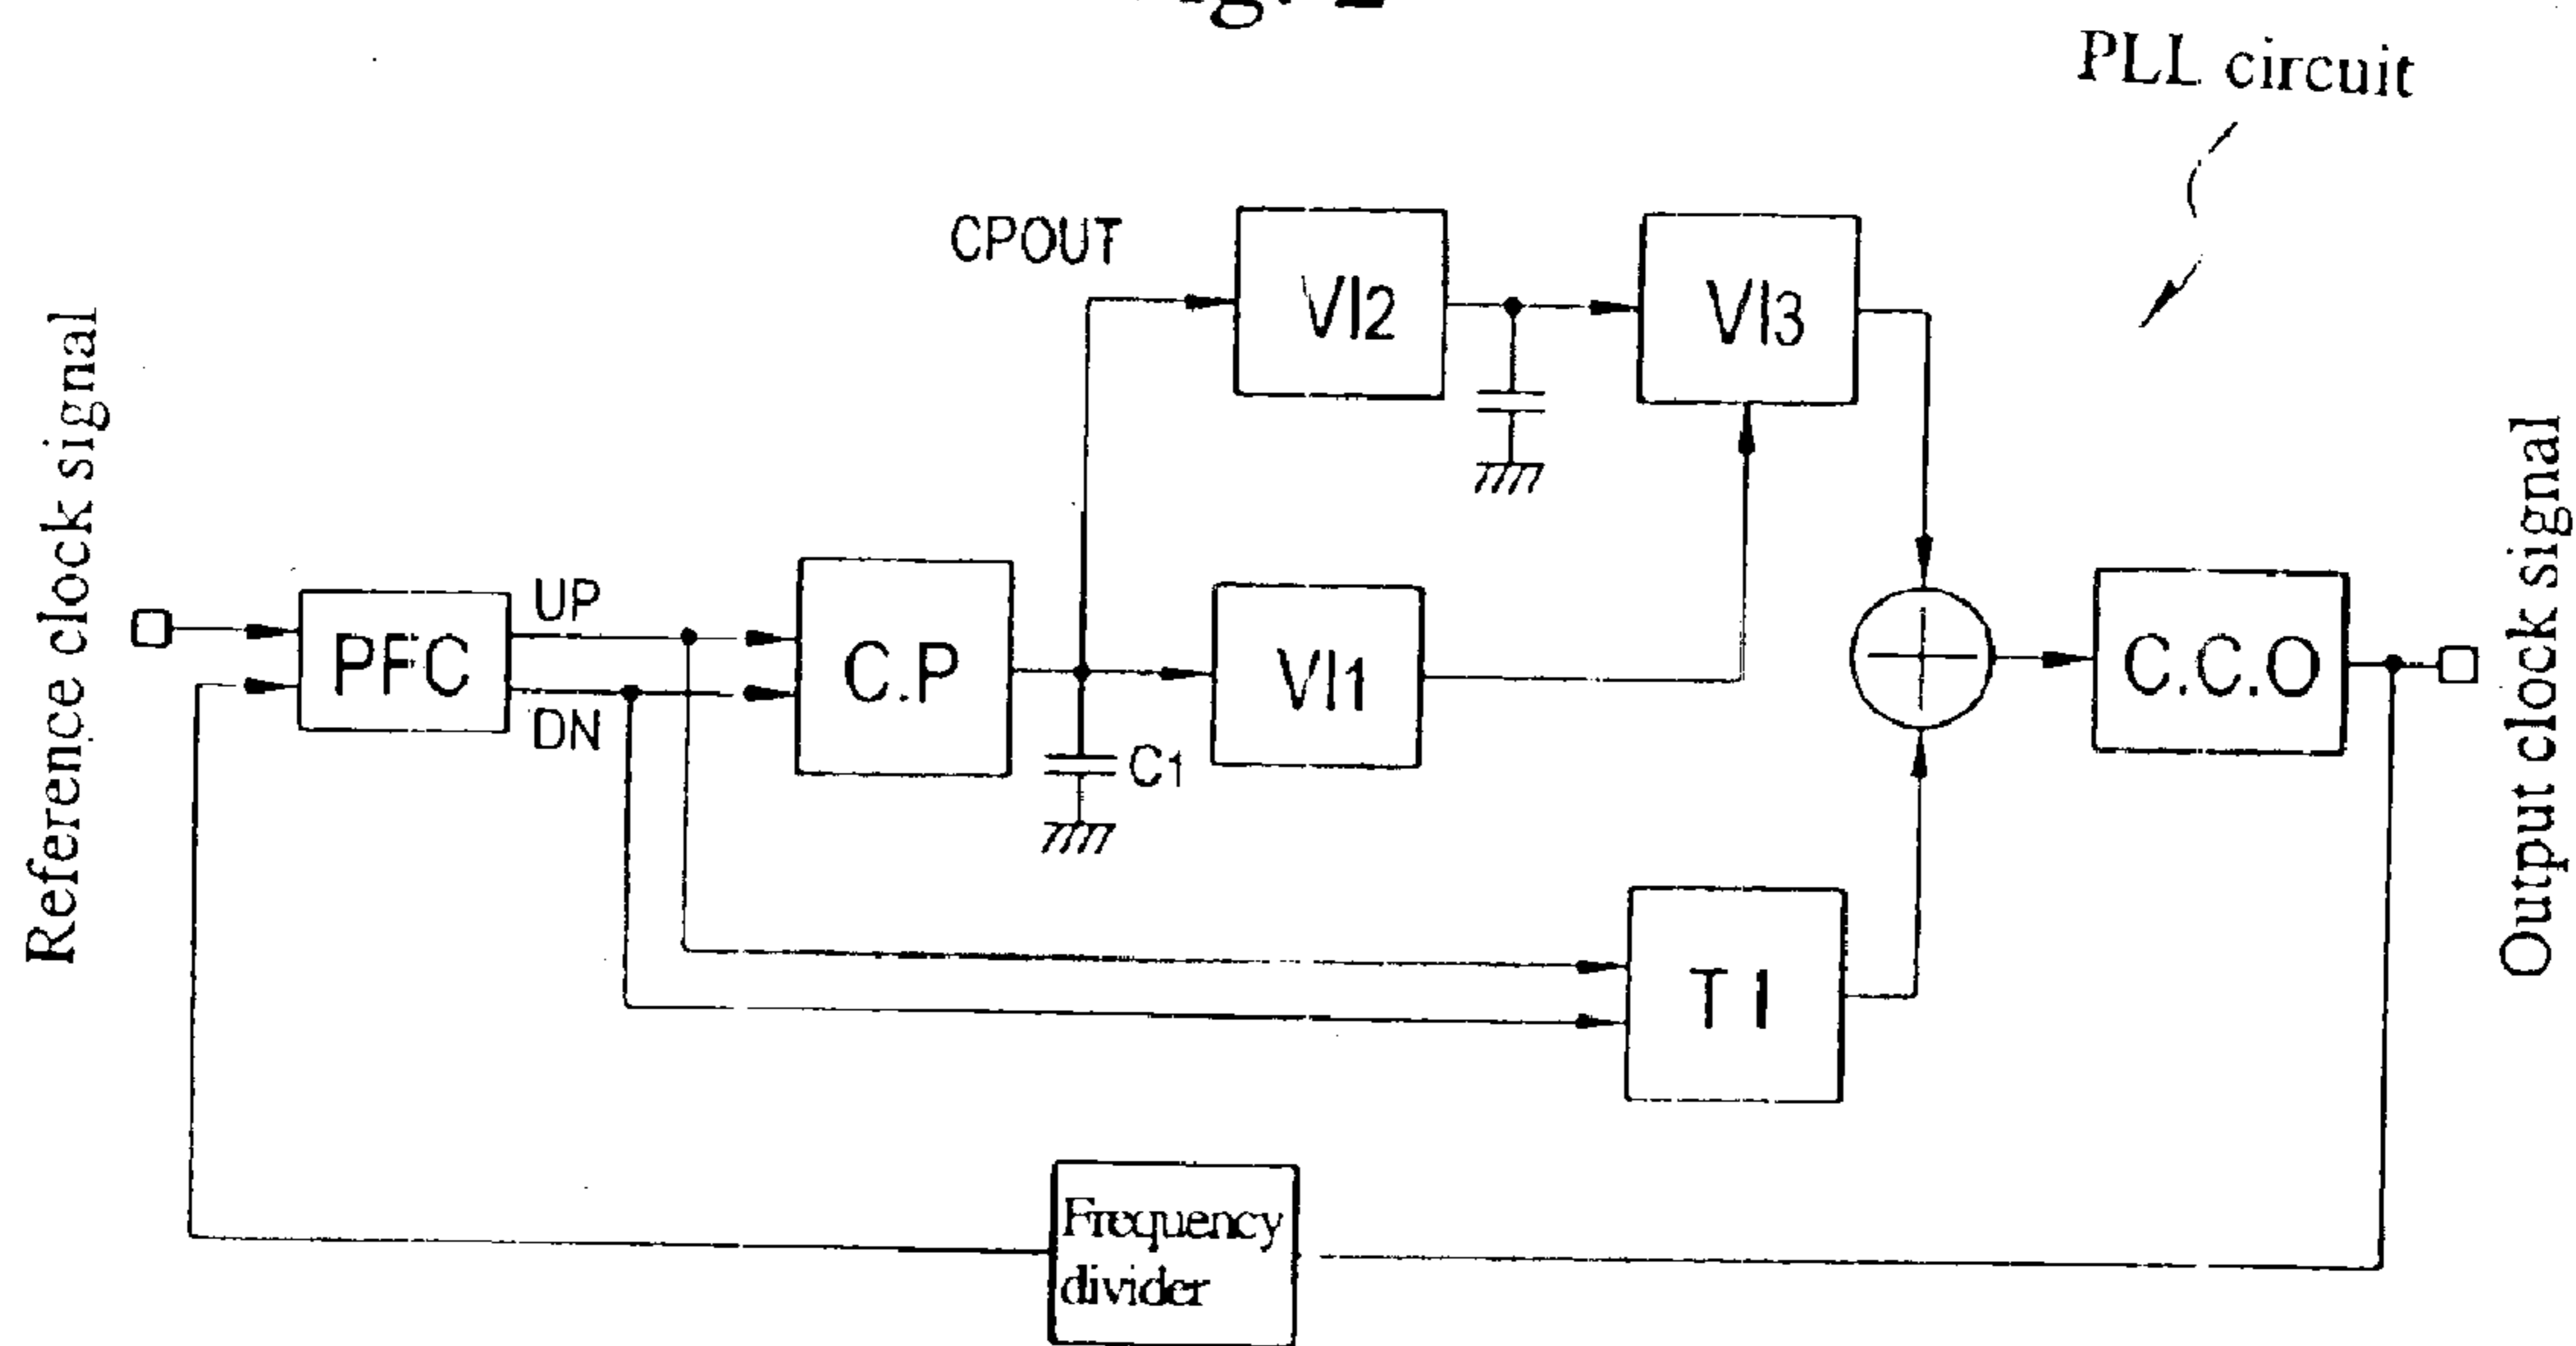 PLL circuit
CPOUT
VI2
VI3
Reference clock signal
UP
PFC
DN
C.P
C1
VI1
C.C.O
Output clock signal
T1
Frequency
divider